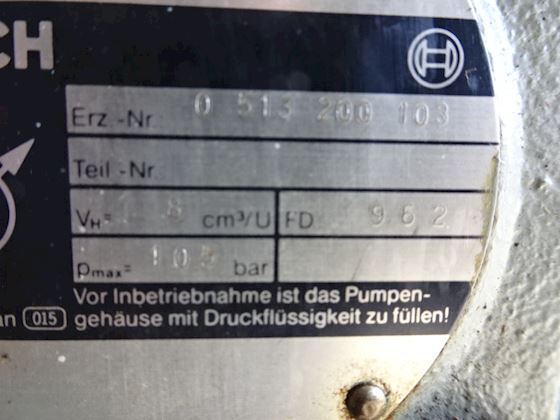 CH
Erz.-Nr. 0 513 200 103
Teil-Nr.
VH= cm³/U FD 962
pmax= 105 bar
Vor Inbetriebnahme ist das Pumpen-
an 015 gehäuse mit Druckflüssigkeit zu füllen!